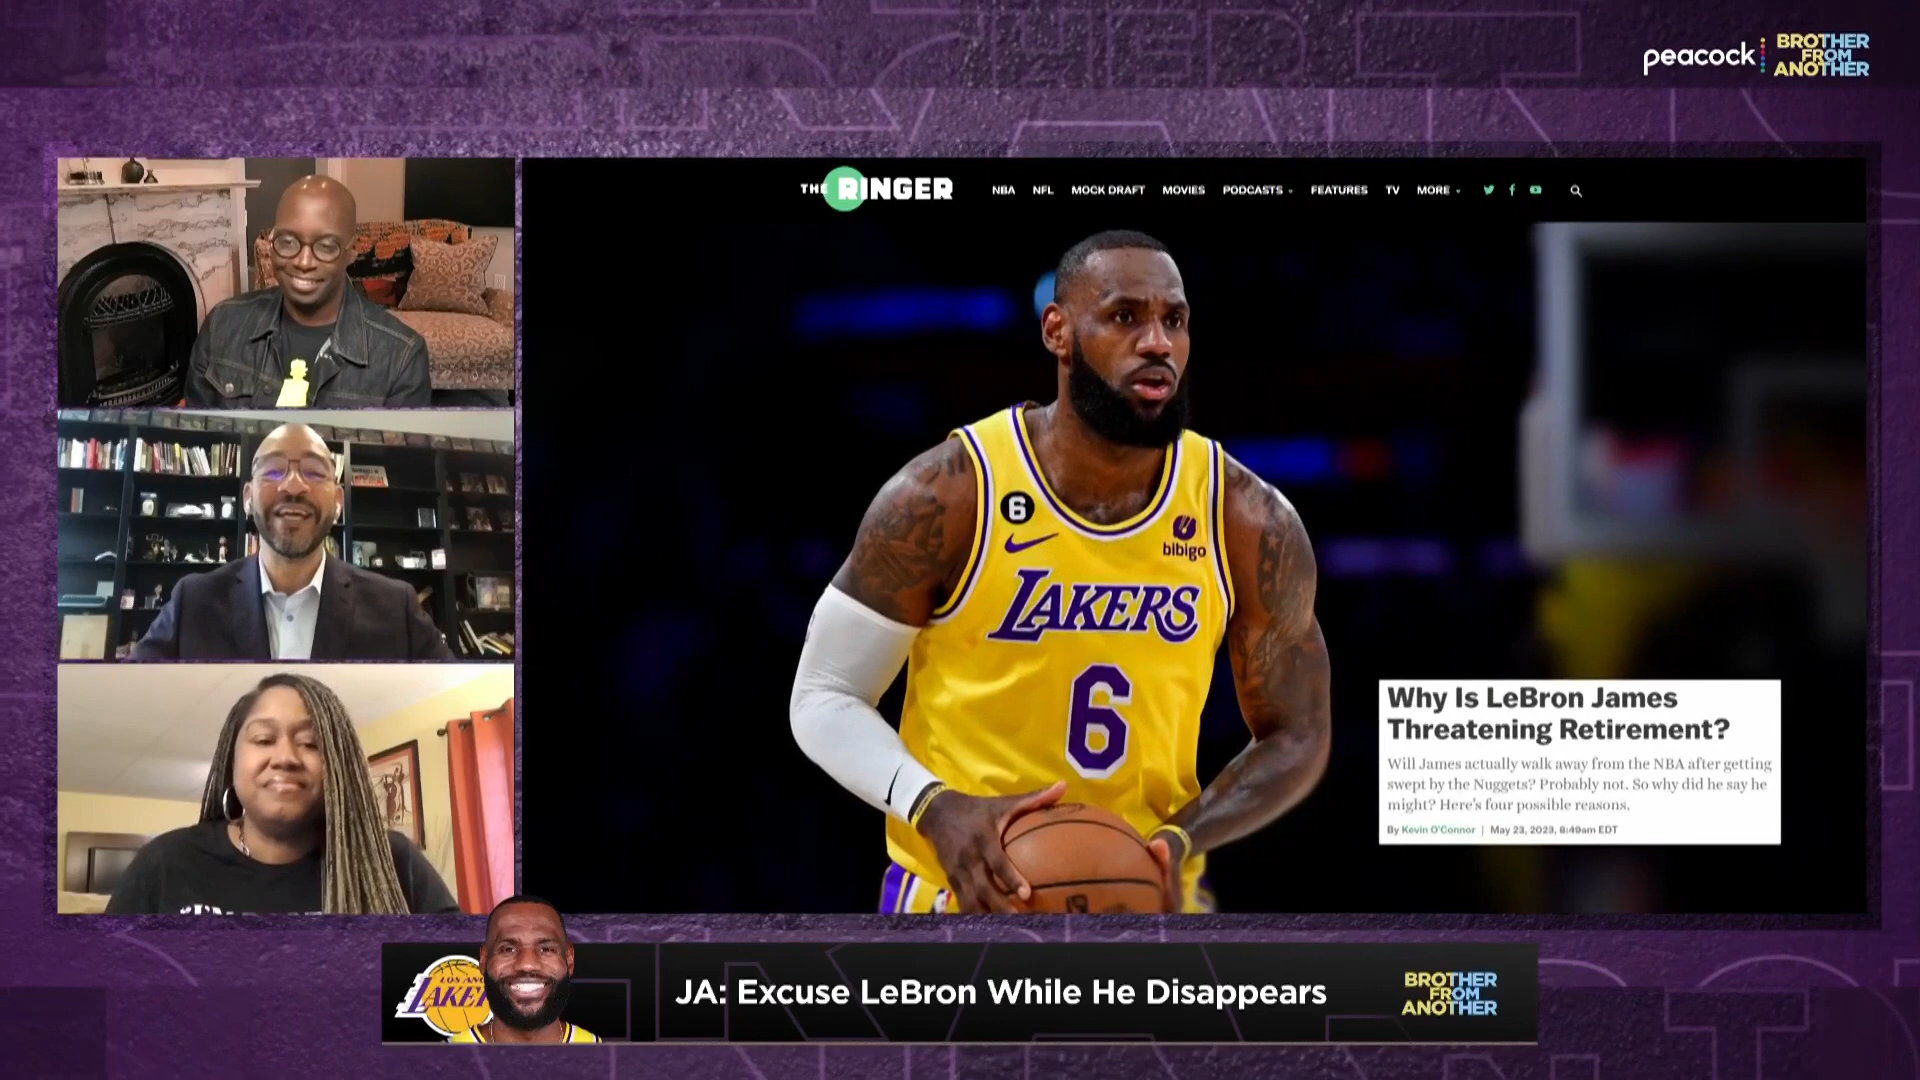 peacock
BROTHER
FROM
ANOTHER
THE RINGER
NBA NFL MOCK DRAFT MOVIES PODCASTS FEATURES TV MORE
6
bibigo
LAKERS
6
Why Is LeBron James
Threatening Retirement?
Will James actually walk away from the NBA after getting
swept by the Nuggets? Probably not. So why did he say he
might? Here's four possible reasons.
By Kevin O'Connor | May 23, 2023, 8:49am EDT
JA: Excuse LeBron While He Disappears
BROTHER
FROM
ANOTHER